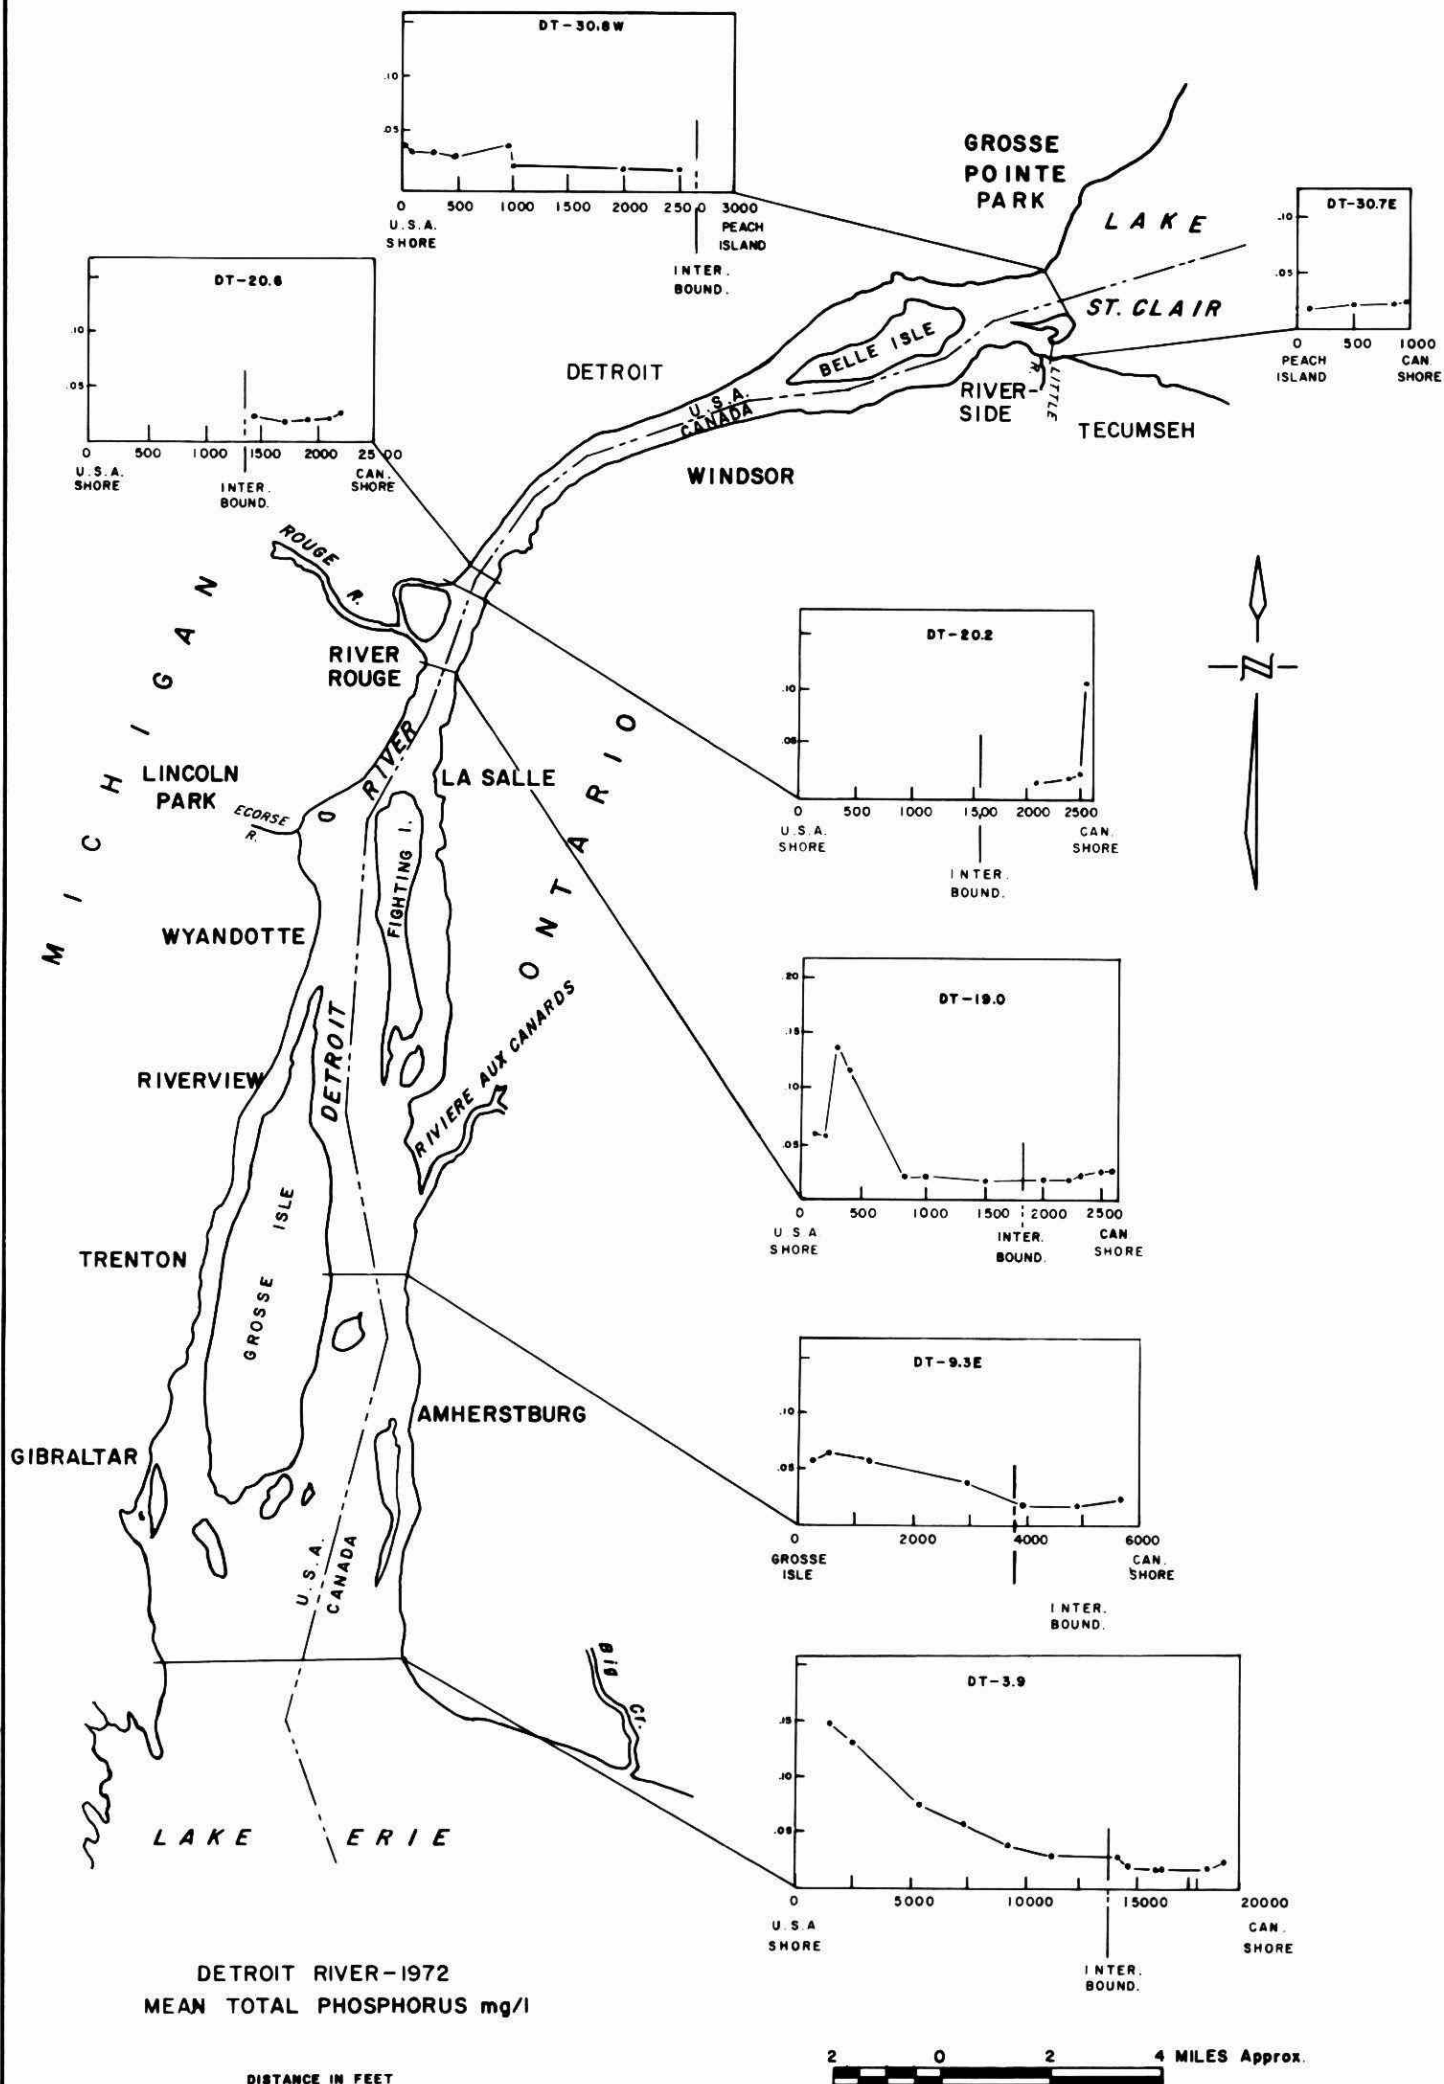 DT-30.8W
.10
.05
0 500 1000 1500 2000 2500 3000
U.S.A. SHORE
PEACH ISLAND
INTER. BOUND.
GROSSE
POINTE
PARK
LAKE
ST. CLAIR
DT-30.7E
.10
.05
0 500 1000
PEACH ISLAND
CAN. SHORE
DT-20.6
.10
.05
0 500 1000 1500 2000 2500
U.S.A. SHORE
INTER. BOUND.
CAN. SHORE
DETROIT
BELLE ISLE
U.S.A.
CANADA
RIVER-
SIDE
LITTLE R.
TECUMSEH
WINDSOR
ROUGE R.
MICHIGAN
RIVER
ROUGE
N
DT-20.2
.10
.05
0 500 1000 1500 2000 2500
U.S.A. SHORE
CAN. SHORE
INTER. BOUND.
ONTARIO
LINCOLN
PARK
ECORSE
R.
DETROIT RIVER
LA SALLE
FIGHTING I.
WYANDOTTE
DT-19.0
.20
.15
.10
.05
0 500 1000 1500 2000 2500
U.S.A SHORE
INTER. BOUND.
CAN. SHORE
RIVERVIEW
RIVIERE AUX CANARDS
TRENTON
GROSSE ISLE
DT-9.3E
.10
.05
0 2000 4000 6000
GROSSE ISLE
CAN. SHORE
INTER. BOUND.
AMHERSTBURG
GIBRALTAR
U.S.A.
CANADA
Big Cr.
DT-3.9
.15
.10
.05
0 5000 10000 15000 20000
U.S.A SHORE
CAN. SHORE
INTER. BOUND.
LAKE ERIE
DETROIT RIVER-1972
MEAN TOTAL PHOSPHORUS mg/l
DISTANCE IN FEET
2 0 2 4 MILES Approx.